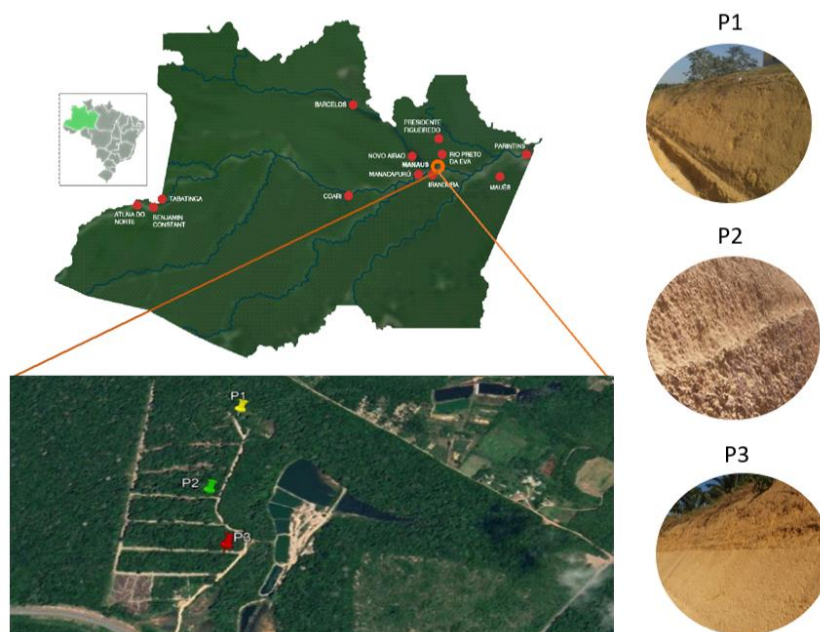 P1
BARCELOS
PRESIDENTE
FIGUEIREDO
PARINTINS
NOVO AIRÃO
RIO PRETO
DA EVA
MANAUS
MANACAPURÚ
IRANDUBA
MAUÉS
COARI
TABATINGA
ATLAIA DO
NORTE
BENJAMIN
CONSTANT
P2
P1
P2
P3
P3